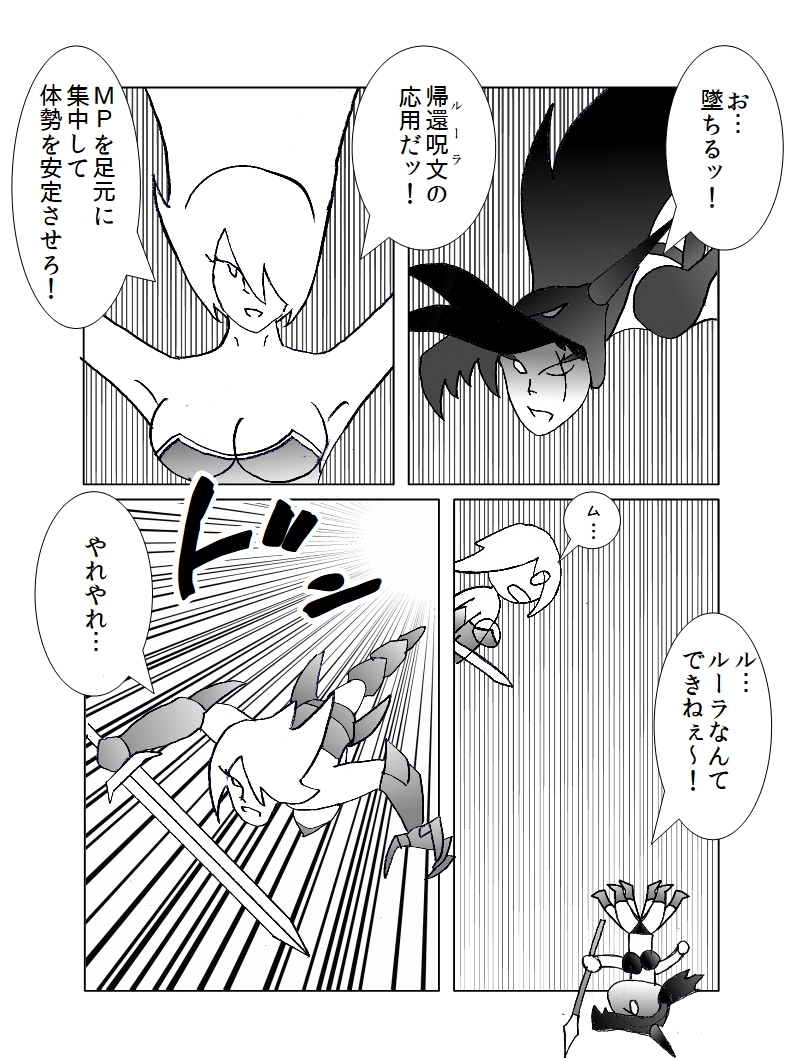 お…
墜ちるッ！
帰還呪文の
ルーラ
応用だッ！
ＭＰを足元に
集中して
体勢を安定させろ！
ム…
ル…
ルーラなんて
できねぇ～！
やれやれ…
ドンッ